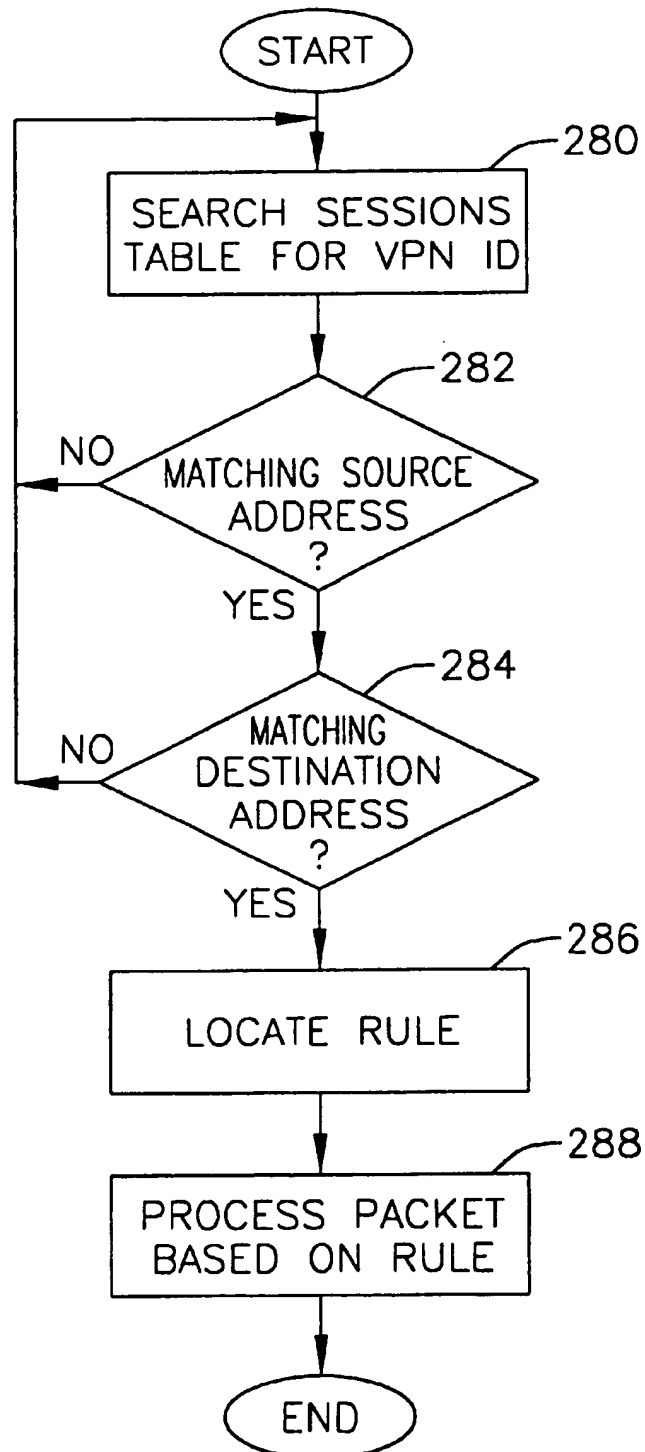 START
280
SEARCH SESSIONS
TABLE FOR VPN ID
282
NO
MATCHING SOURCE
ADDRESS
?
YES
284
NO
MATCHING
DESTINATION
ADDRESS
?
YES
286
LOCATE RULE
288
PROCESS PACKET
BASED ON RULE
END